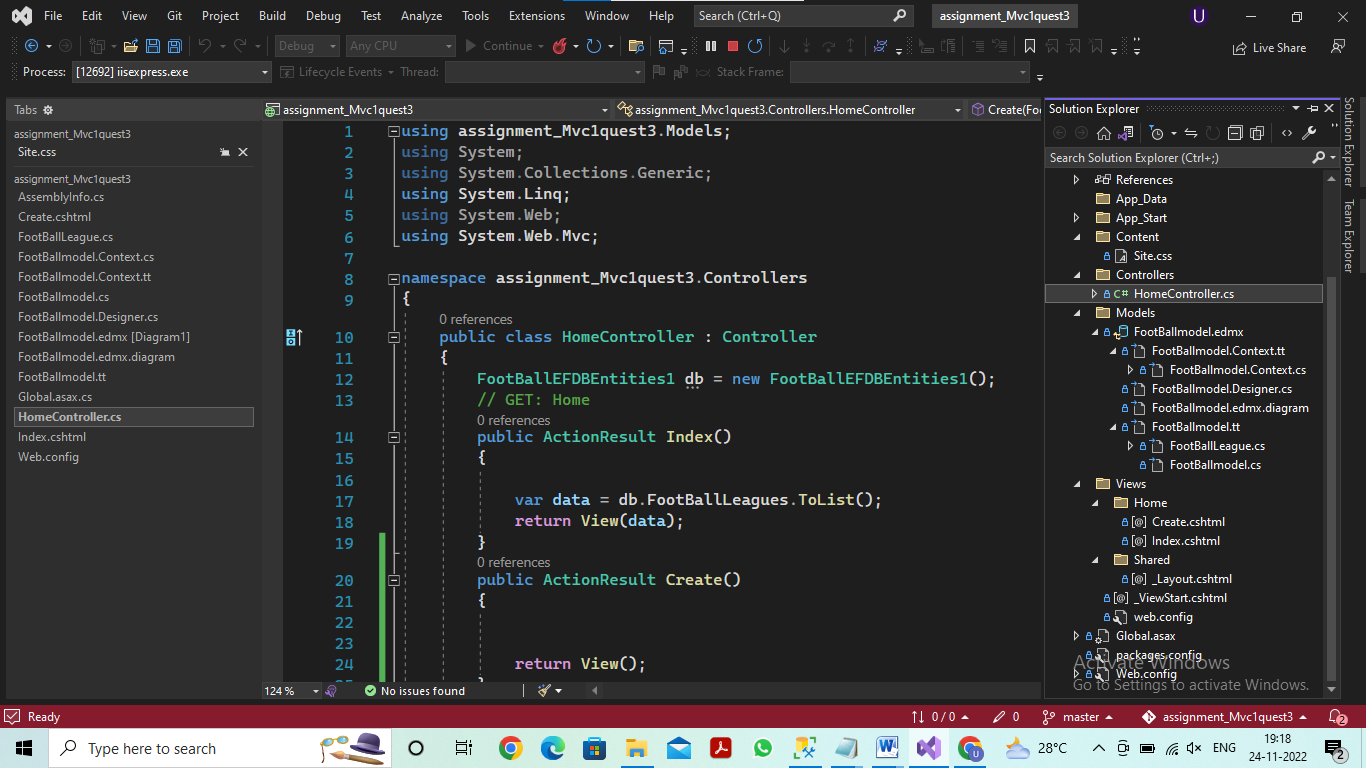 File Edit View Git Project Build Debug Test Analyze Tools Extensions Window Help Search (Ctrl+Q) assignment_Mvc1quest3 U
Debug Any CPU Continue Live Share
Process: [12692] iisexpress.exe Lifecycle Events Thread: Stack Frame:
Tabs
assignment_Mvc1quest3
Site.css
assignment_Mvc1quest3
AssemblyInfo.cs
Create.cshtml
FootBallLeague.cs
FootBallmodel.Context.cs
FootBallmodel.Context.tt
FootBallmodel.cs
FootBallmodel.Designer.cs
FootBallmodel.edmx [Diagram1]
FootBallmodel.edmx.diagram
FootBallmodel.tt
Global.asax.cs
HomeController.cs
Index.cshtml
Web.config
assignment_Mvc1quest3 assignment_Mvc1quest3.Controllers.HomeController Create(Fo
1 using assignment_Mvc1quest3.Models;
2 using System;
3 using System.Collections.Generic;
4 using System.Linq;
5 using System.Web;
6 using System.Web.Mvc;
7
8 namespace assignment_Mvc1quest3.Controllers
9 {
0 references
10 public class HomeController : Controller
11 {
12 FootBallEFDBEntities1 db = new FootBallEFDBEntities1();
13 // GET: Home
0 references
14 public ActionResult Index()
15 {
16
17 var data = db.FootBallLeagues.ToList();
18 return View(data);
19 }
0 references
20 public ActionResult Create()
21 {
22
23
24 return View();
124 % No issues found
Solution Explorer
Search Solution Explorer (Ctrl+;)
References
App_Data
App_Start
Content
Site.css
Controllers
C# HomeController.cs
Models
FootBallmodel.edmx
FootBallmodel.Context.tt
FootBallmodel.Context.cs
FootBallmodel.Designer.cs
FootBallmodel.edmx.diagram
FootBallmodel.tt
FootBallLeague.cs
FootBallmodel.cs
Views
Home
Create.cshtml
Index.cshtml
Shared
_Layout.cshtml
_ViewStart.cshtml
web.config
Global.asax
packages.config
Web.config
Activate Windows
Go to Settings to activate Windows.
Solution Explorer
Team Explorer
Ready 0 / 0 0 master assignment_Mvc1quest3 2
Type here to search 28°C ENG 19:18
24-11-2022 2